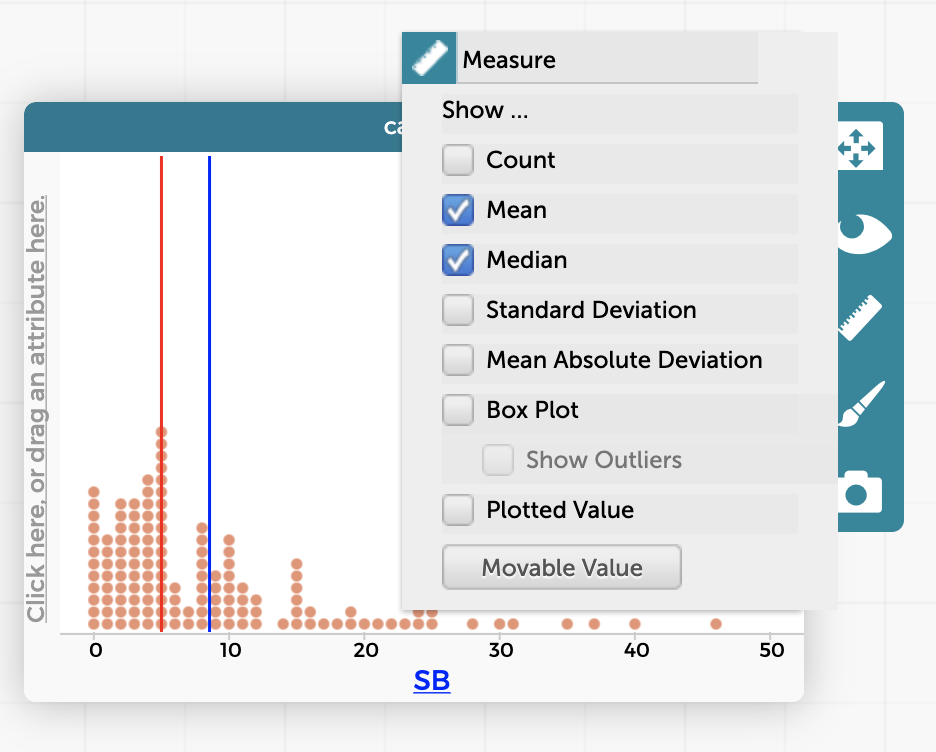 Measure
Show ...
ca
Count
Mean
Median
Standard Deviation
Mean Absolute Deviation
Box Plot
Show Outliers
Plotted Value
Movable Value
Click here, or drag an attribute here.
0 10 20 30 40 50
SB